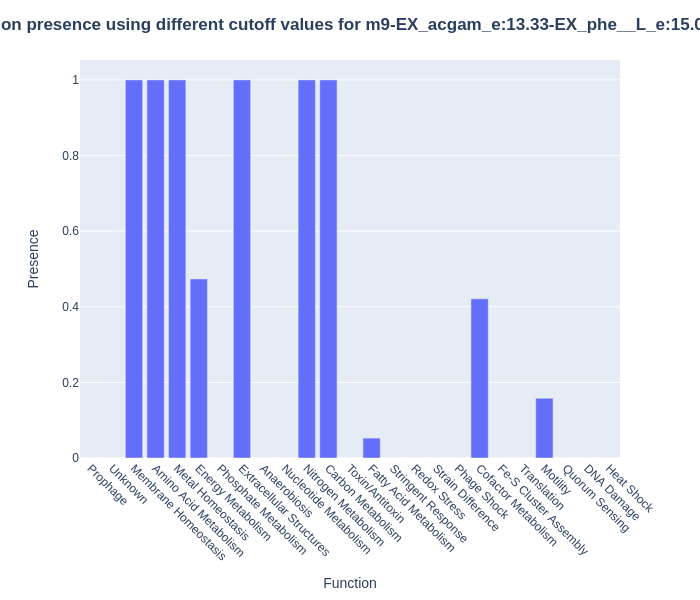 on presence using different cutoff values for m9-EX_acgam_e:13.33-EX_phe__L_e:15.0
Presence
1
0.8
0.6
0.4
0.2
0
Prophage
Unknown
Membrane Homeostasis
Amino Acid Metabolism
Metal Homeostasis
Energy Metabolism
Phosphate Metabolism
Extracellular Structures
Anaerobiosis
Nucleotide Metabolism
Nitrogen Metabolism
Carbon Metabolism
Toxin/Antitoxin
Fatty Acid Metabolism
Stringent Response
Redox Stress
Strain Difference
Phage Shock
Cofactor Metabolism
Fe-S Cluster Assembly
Translation
Motility
Quorum Sensing
DNA Damage
Heat Shock
Function